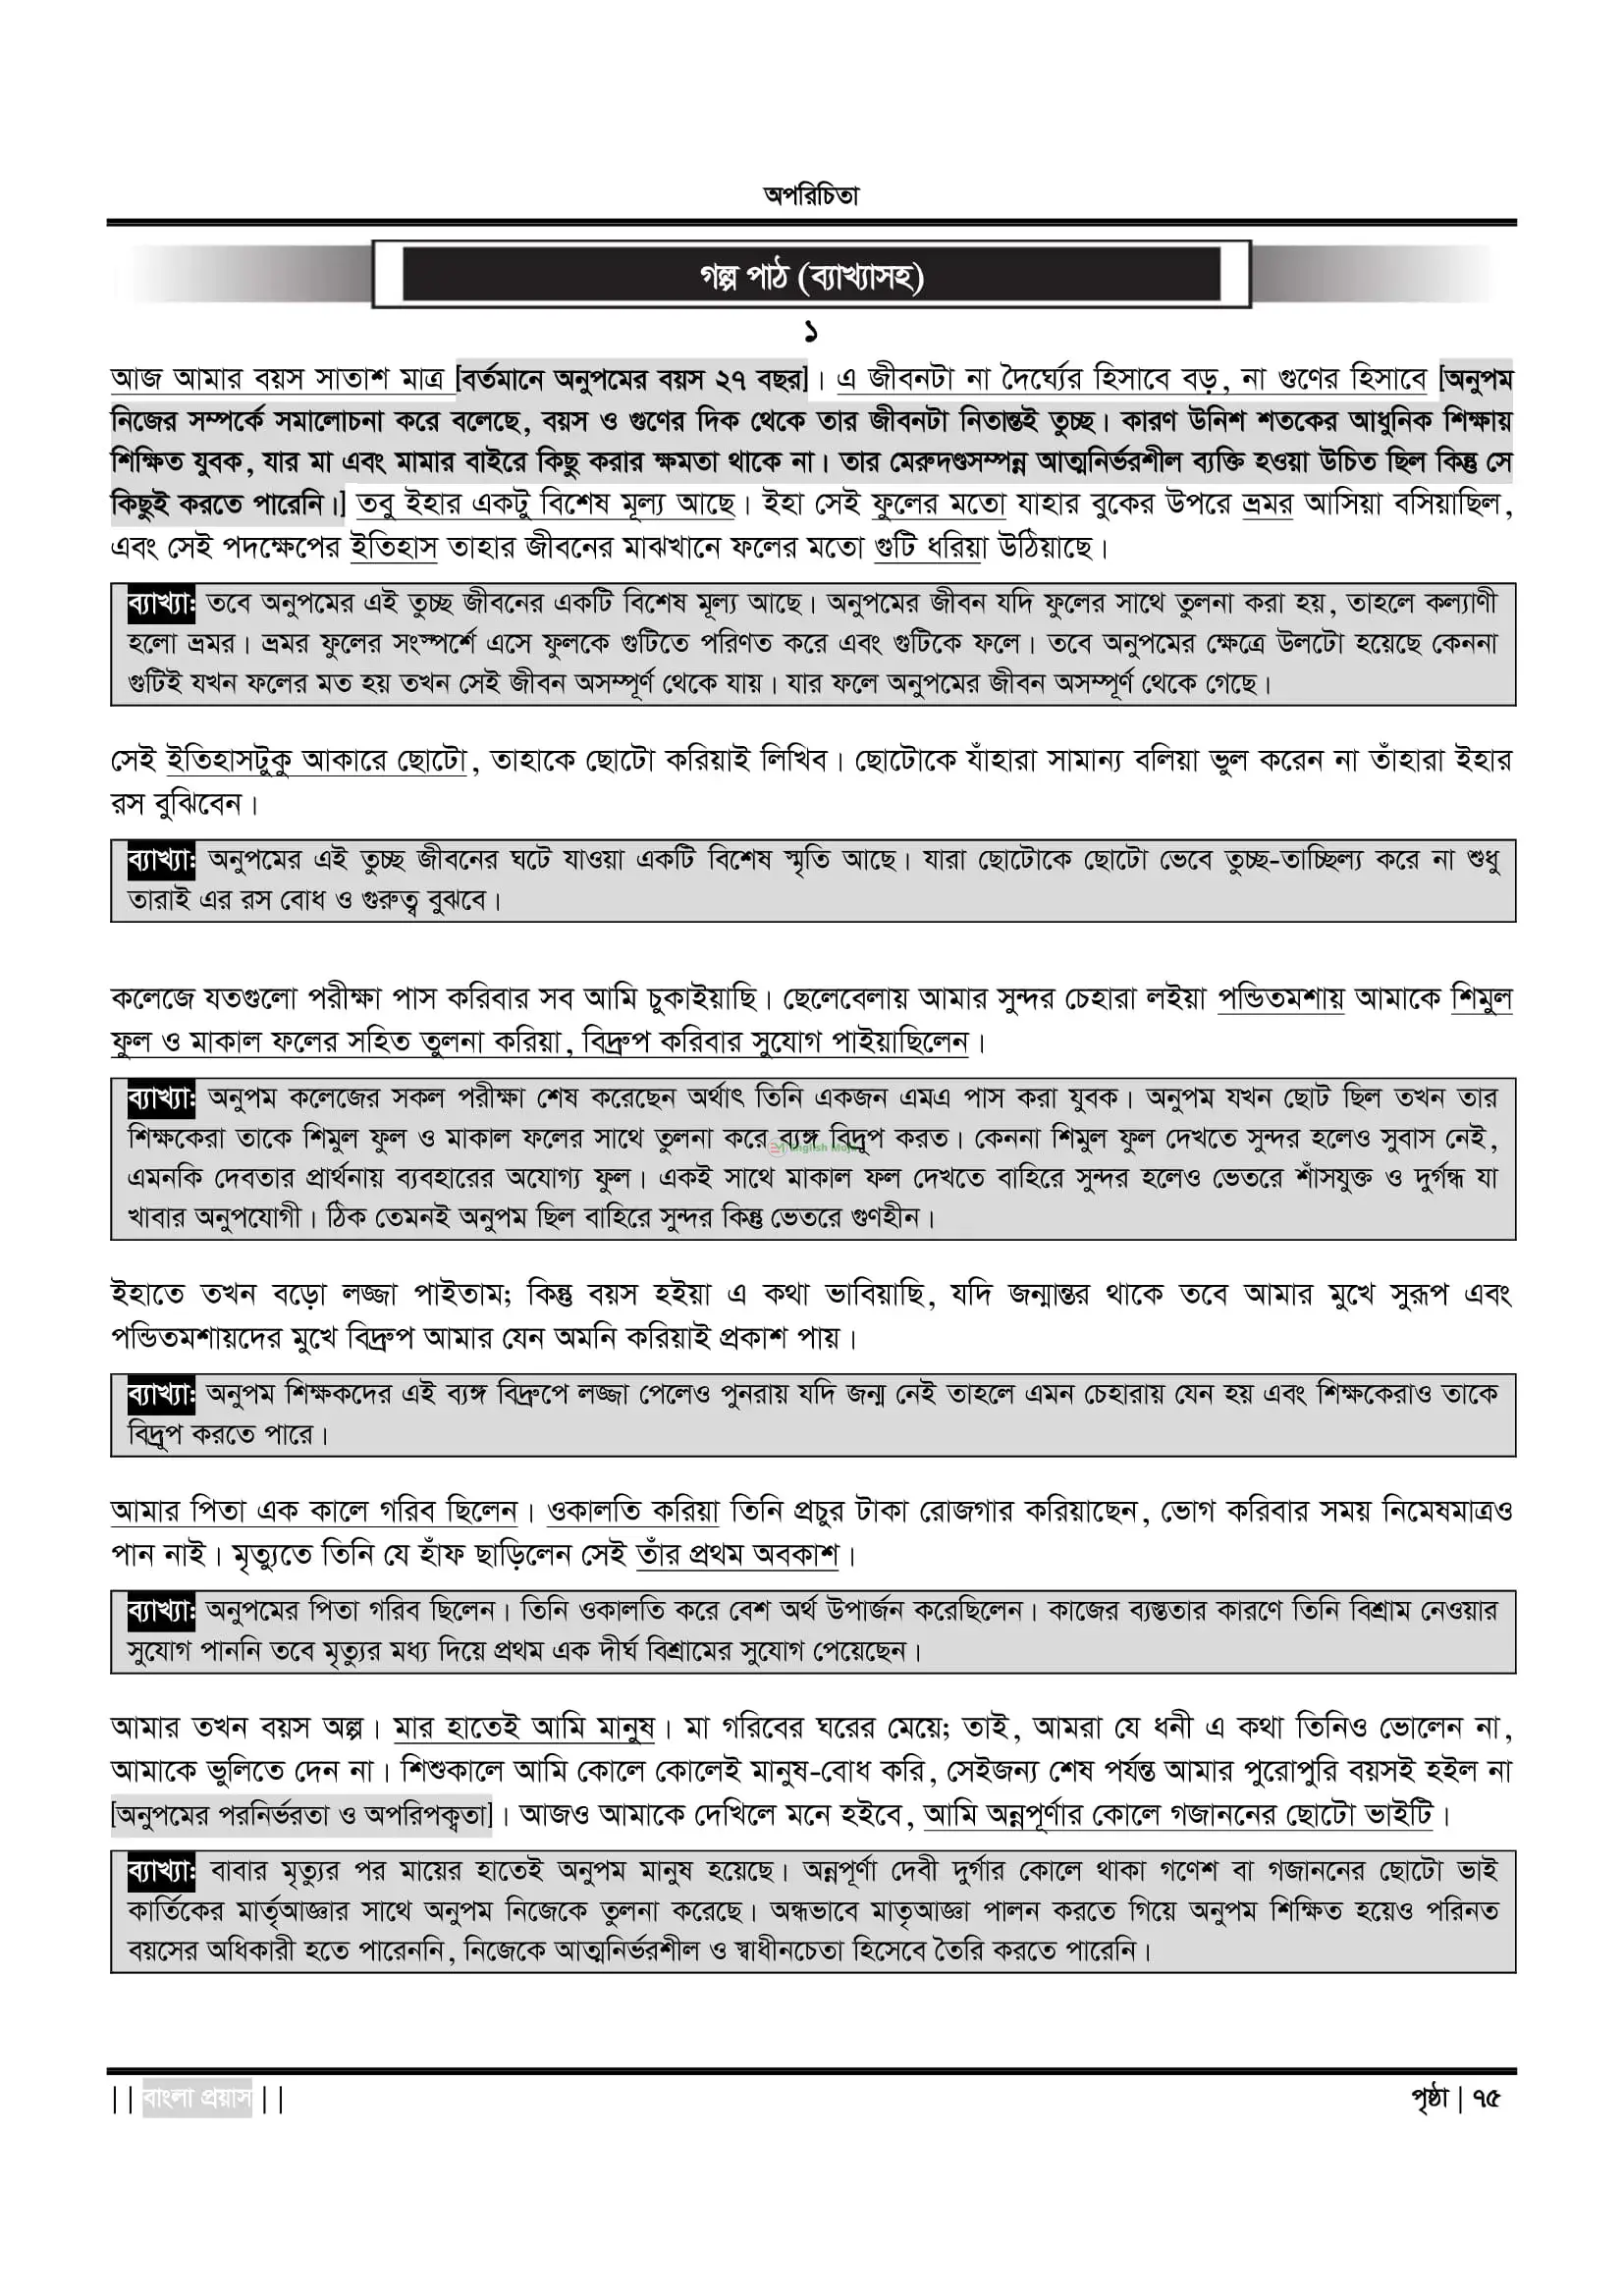 অপরিচিতা
গল্প পাঠ (ব্যাখ্যাসহ)
১
আজ আমার বয়স সাতাশ মাত্র [বর্তমানে অনুপমের বয়স ২৭ বছর]। এ জীবনটা না দৈর্ঘ্যের হিসাবে বড়, না গুণের হিসাবে [অনুপম
নিজের সম্পর্কে সমালোচনা করে বলেছে, বয়স ও গুণের দিক থেকে তার জীবনটা নিতান্তই তুচ্ছ। কারণ উনিশ শতকের আধুনিক শিক্ষায়
শিক্ষিত যুবক, যার মা এবং মামার বাইরে কিছু করার ক্ষমতা থাকে না। তার মেরুদণ্ডসম্পন্ন আত্মনির্ভরশীল ব্যক্তি হওয়া উচিত ছিল কিন্তু সে
কিছুই করতে পারেনি।] তবু ইহার একটু বিশেষ মূল্য আছে। ইহা সেই ফুলের মতো যাহার বুকের উপরে ভ্রমর আসিয়া বসিয়াছিল,
এবং সেই পদক্ষেপের ইতিহাস তাহার জীবনের মাঝখানে ফলের মতো গুটি ধরিয়া উঠিয়াছে।
ব্যাখ্যা: তবে অনুপমের এই তুচ্ছ জীবনের একটি বিশেষ মূল্য আছে। অনুপমের জীবন যদি ফুলের সাথে তুলনা করা হয়, তাহলে কল্যাণী
হলো ভ্রমর। ভ্রমর ফুলের সংস্পর্শে এসে ফুলকে গুটিতে পরিণত করে এবং গুটিকে ফলে। তবে অনুপমের ক্ষেত্রে উলটো হয়েছে কেননা
গুটিই যখন ফলের মত হয় তখন সেই জীবন অসম্পূর্ণ থেকে যায়। যার ফলে অনুপমের জীবন অসম্পূর্ণ থেকে গেছে।
সেই ইতিহাসটুকু আকারে ছোটো, তাহাকে ছোটো করিয়াই লিখিব। ছোটোকে যাঁহারা সামান্য বলিয়া ভুল করেন না তাঁহারা ইহার
রস বুঝিবেন।
ব্যাখ্যা: অনুপমের এই তুচ্ছ জীবনের ঘটে যাওয়া একটি বিশেষ স্মৃতি আছে। যারা ছোটোকে ছোটো ভেবে তুচ্ছ-তাচ্ছিল্য করে না শুধু
তারাই এর রস বোধ ও গুরুত্ব বুঝবে।
কলেজে যতগুলো পরীক্ষা পাস করিবার সব আমি চুকাইয়াছি। ছেলেবেলায় আমার সুন্দর চেহারা লইয়া পন্ডিতমশায় আমাকে শিমুল
ফুল ও মাকাল ফলের সহিত তুলনা করিয়া, বিদ্রুপ করিবার সুযোগ পাইয়াছিলেন।
ব্যাখ্যা: অনুপম কলেজের সকল পরীক্ষা শেষ করেছেন অর্থাৎ তিনি একজন এমএ পাস করা যুবক। অনুপম যখন ছোট ছিল তখন তার
শিক্ষকেরা তাকে শিমুল ফুল ও মাকাল ফলের সাথে তুলনা করে ব্যঙ্গ বিদ্রূপ করত। কেননা শিমুল ফুল দেখতে সুন্দর হলেও সুবাস নেই,
এমনকি দেবতার প্রার্থনায় ব্যবহারের অযোগ্য ফুল। একই সাথে মাকাল ফল দেখতে বাহিরে সুন্দর হলেও ভেতরে শাঁসযুক্ত ও দুর্গন্ধ যা
খাবার অনুপযোগী। ঠিক তেমনই অনুপম ছিল বাহিরে সুন্দর কিন্তু ভেতরে গুণহীন।
ইহাতে তখন বড়ো লজ্জা পাইতাম; কিন্তু বয়স হইয়া এ কথা ভাবিয়াছি, যদি জন্মান্তর থাকে তবে আমার মুখে সুরূপ এবং
পন্ডিতমশায়দের মুখে বিদ্রুপ আমার যেন অমনি করিয়াই প্রকাশ পায়।
ব্যাখ্যা: অনুপম শিক্ষকদের এই ব্যঙ্গ বিদ্রুপে লজ্জা পেলেও পুনরায় যদি জন্ম নেই তাহলে এমন চেহারায় যেন হয় এবং শিক্ষকেরাও তাকে
বিদ্রূপ করতে পারে।
আমার পিতা এক কালে গরিব ছিলেন। ওকালতি করিয়া তিনি প্রচুর টাকা রোজগার করিয়াছেন, ভোগ করিবার সময় নিমেষমাত্রও
পান নাই। মৃত্যুতে তিনি যে হাঁফ ছাড়িলেন সেই তাঁর প্রথম অবকাশ।
ব্যাখ্যা: অনুপমের পিতা গরিব ছিলেন। তিনি ওকালতি করে বেশ অর্থ উপার্জন করেছিলেন। কাজের ব্যস্ততার কারণে তিনি বিশ্রাম নেওয়ার
সুযোগ পাননি তবে মৃত্যুর মধ্য দিয়ে প্রথম এক দীর্ঘ বিশ্রামের সুযোগ পেয়েছেন।
আমার তখন বয়স অল্প। মার হাতেই আমি মানুষ। মা গরিবের ঘরের মেয়ে; তাই, আমরা যে ধনী এ কথা তিনিও ভোলেন না,
আমাকে ভুলিতে দেন না। শিশুকালে আমি কোলে কোলেই মানুষ-বোধ করি, সেইজন্য শেষ পর্যন্ত আমার পুরোপুরি বয়সই হইল না
[অনুপমের পরনির্ভরতা ও অপরিপক্বতা]। আজও আমাকে দেখিলে মনে হইবে, আমি অন্নপূর্ণার কোলে গজাননের ছোটো ভাইটি।
ব্যাখ্যা: বাবার মৃত্যুর পর মায়ের হাতেই অনুপম মানুষ হয়েছে। অন্নপূর্ণা দেবী দুর্গার কোলে থাকা গণেশ বা গজাননের ছোটো ভাই
কার্তিকের মার্তৃআজ্ঞার সাথে অনুপম নিজেকে তুলনা করেছে। অন্ধভাবে মাতৃআজ্ঞা পালন করতে গিয়ে অনুপম শিক্ষিত হয়েও পরিনত
বয়সের অধিকারী হতে পারেননি, নিজেকে আত্মনির্ভরশীল ও স্বাধীনচেতা হিসেবে তৈরি করতে পারেনি।
|| বাংলা প্রয়াস ||
পৃষ্ঠা | ৭৫